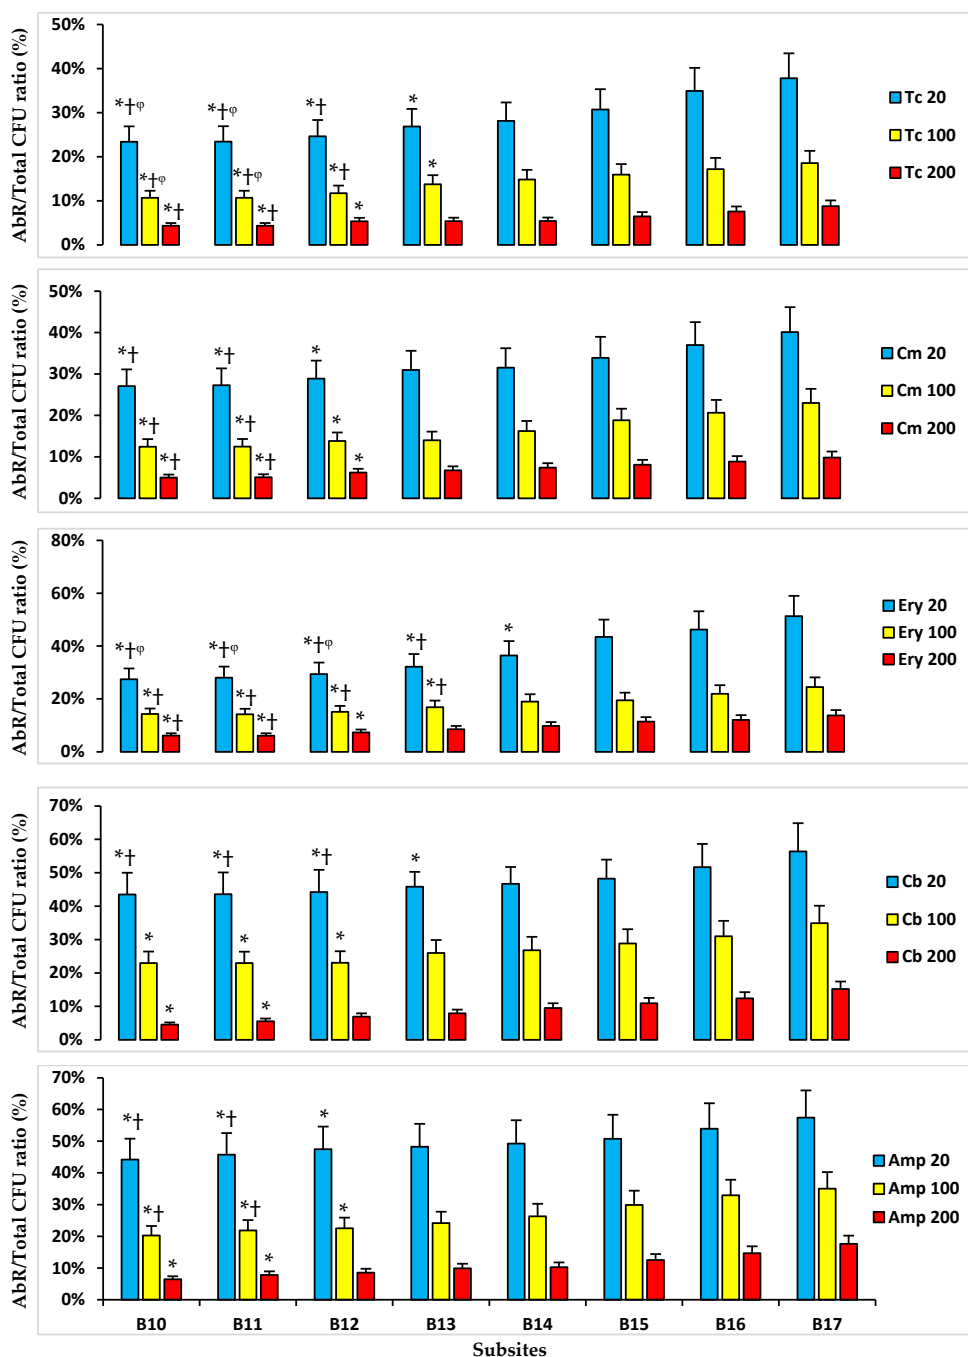 AbR/Total CFU ratio (%)
50%
40%
30%
20%
10%
0%
*†φ *†φ *† *
*†φ *†φ *† *
*† *† *
Tc 20
Tc 100
Tc 200
AbR/Total CFU ratio (%)
50%
40%
30%
20%
10%
0%
*† *† *
*† *† *
*† *† *
Cm 20
Cm 100
Cm 200
AbR/Total CFU ratio (%)
80%
60%
40%
20%
0%
*†φ *†φ *†φ *† *
*† *† *† *†
*† *† *
Ery 20
Ery 100
Ery 200
AbR/Total CFU ratio (%)
70%
60%
50%
40%
30%
20%
10%
0%
*† *† *† *
* * *
* *
Cb 20
Cb 100
Cb 200
AbR/Total CFU ratio (%)
70%
60%
50%
40%
30%
20%
10%
0%
*† *† *
*† *† *
* *
Amp 20
Amp 100
Amp 200
B10 B11 B12 B13 B14 B15 B16 B17
Subsites